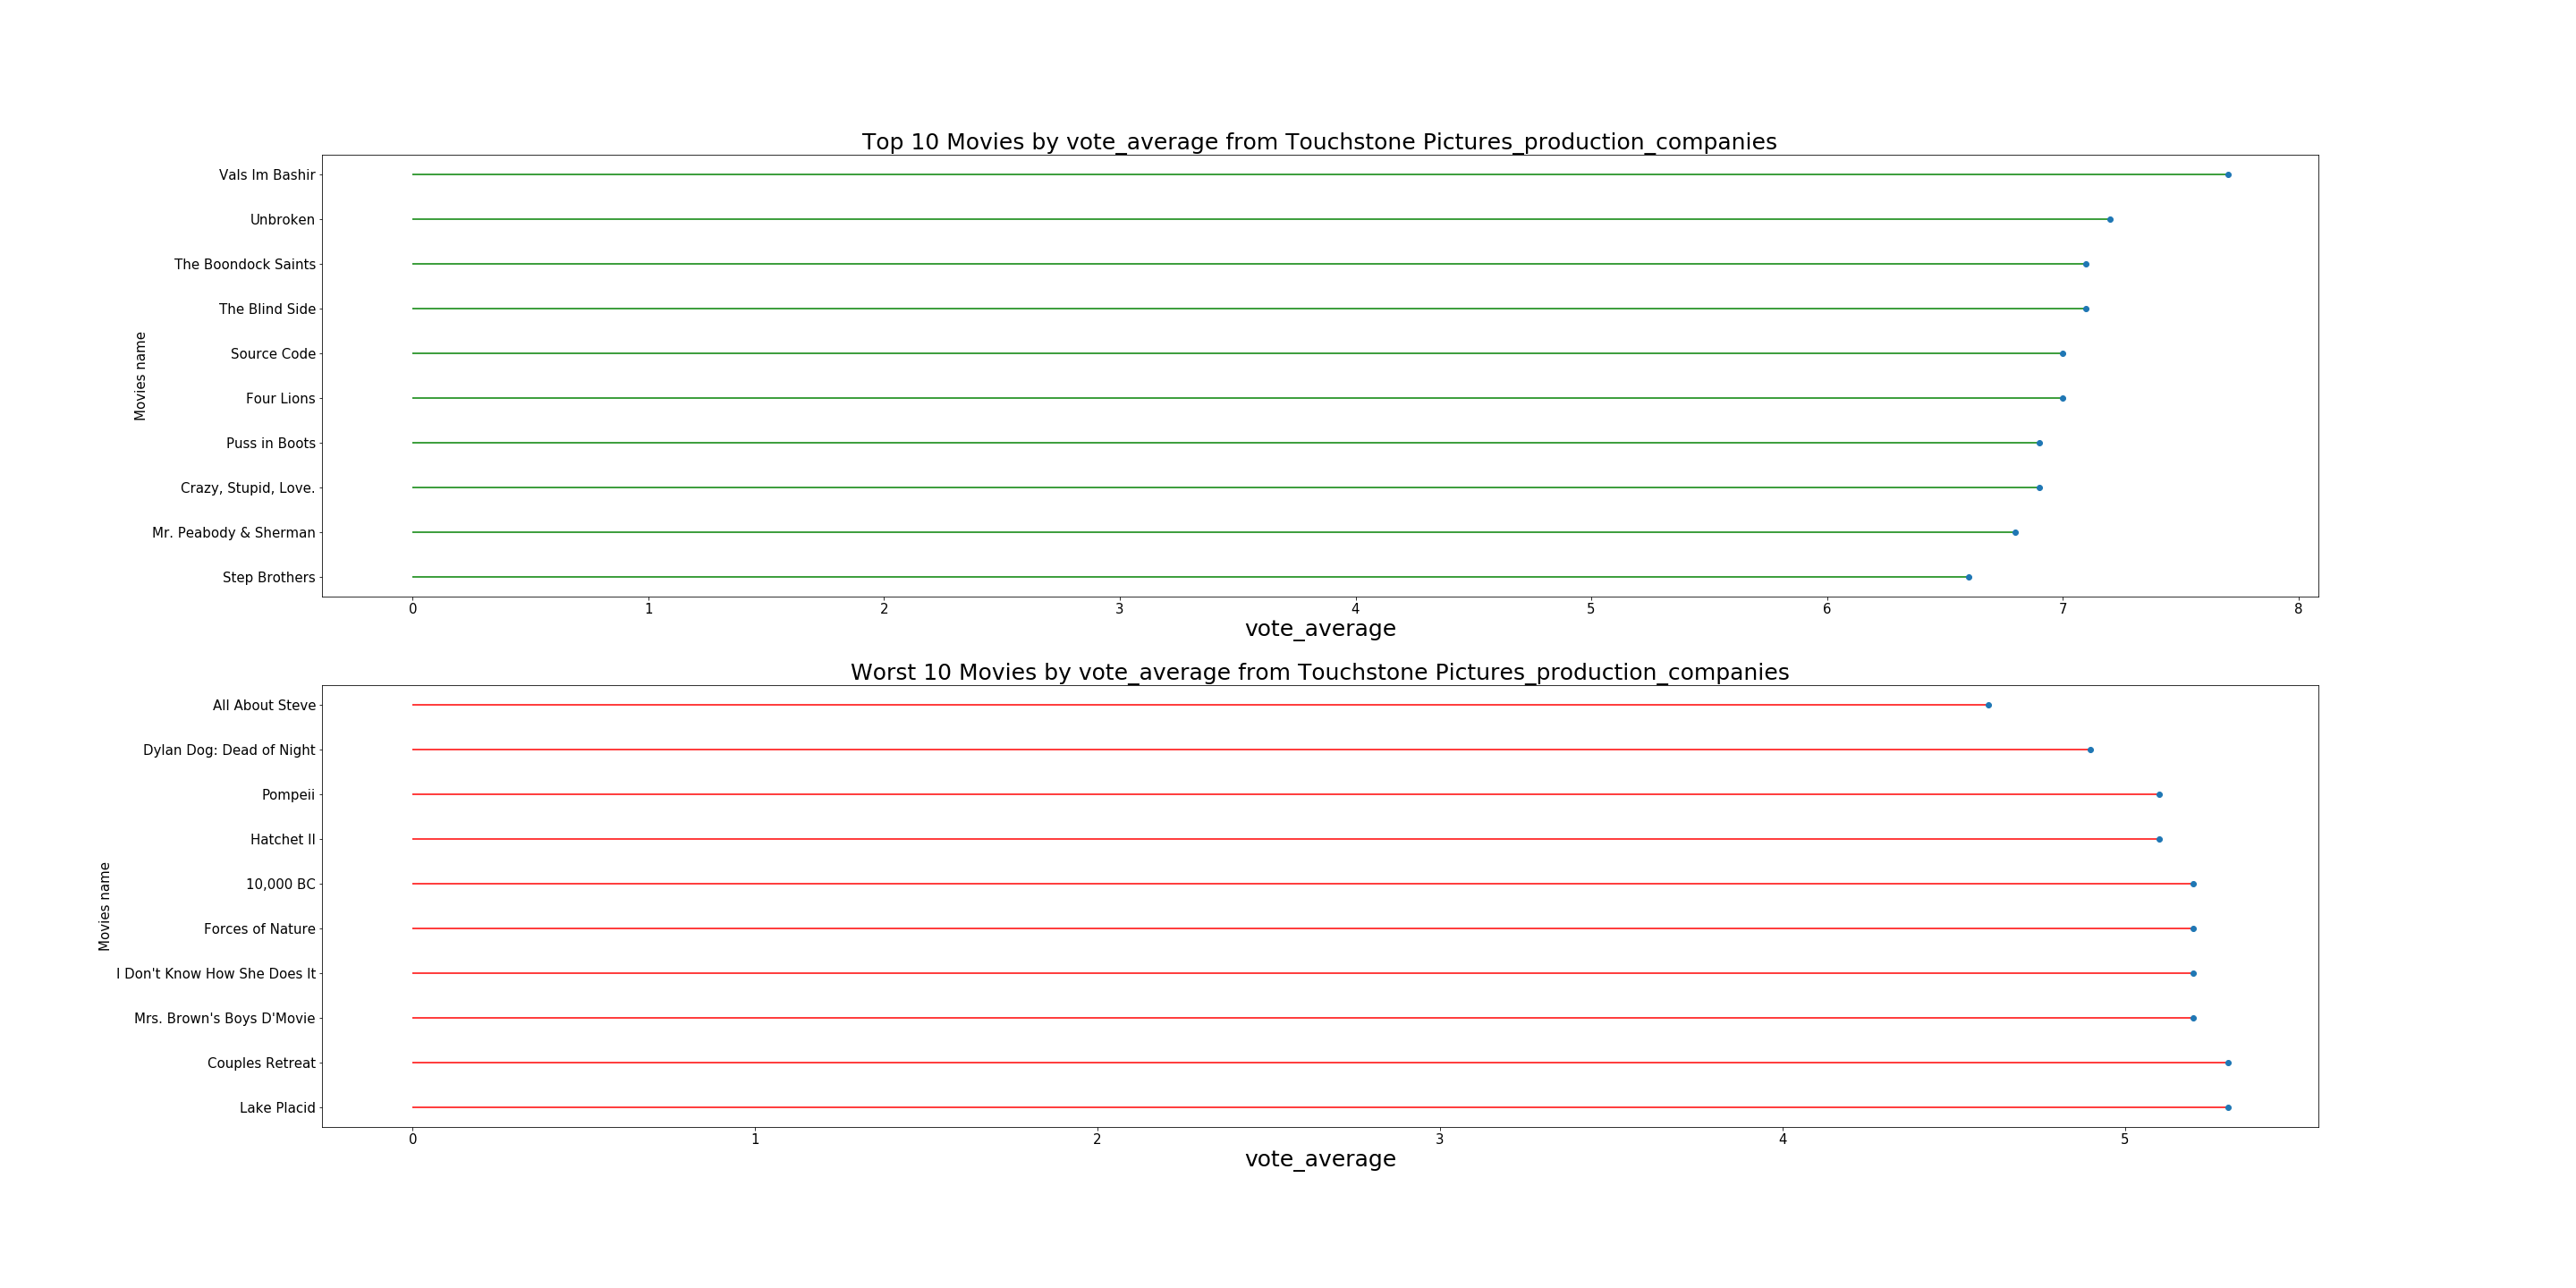 Top 10 Movies by vote_average from Touchstone Pictures_production_companies
Movies name
Vals Im Bashir
Unbroken
The Boondock Saints
The Blind Side
Source Code
Four Lions
Puss in Boots
Crazy, Stupid, Love.
Mr. Peabody & Sherman
Step Brothers
0 1 2 3 4 5 6 7 8
vote_average
Worst 10 Movies by vote_average from Touchstone Pictures_production_companies
Movies name
All About Steve
Dylan Dog: Dead of Night
Pompeii
Hatchet II
10,000 BC
Forces of Nature
I Don't Know How She Does It
Mrs. Brown's Boys D'Movie
Couples Retreat
Lake Placid
0 1 2 3 4 5
vote_average